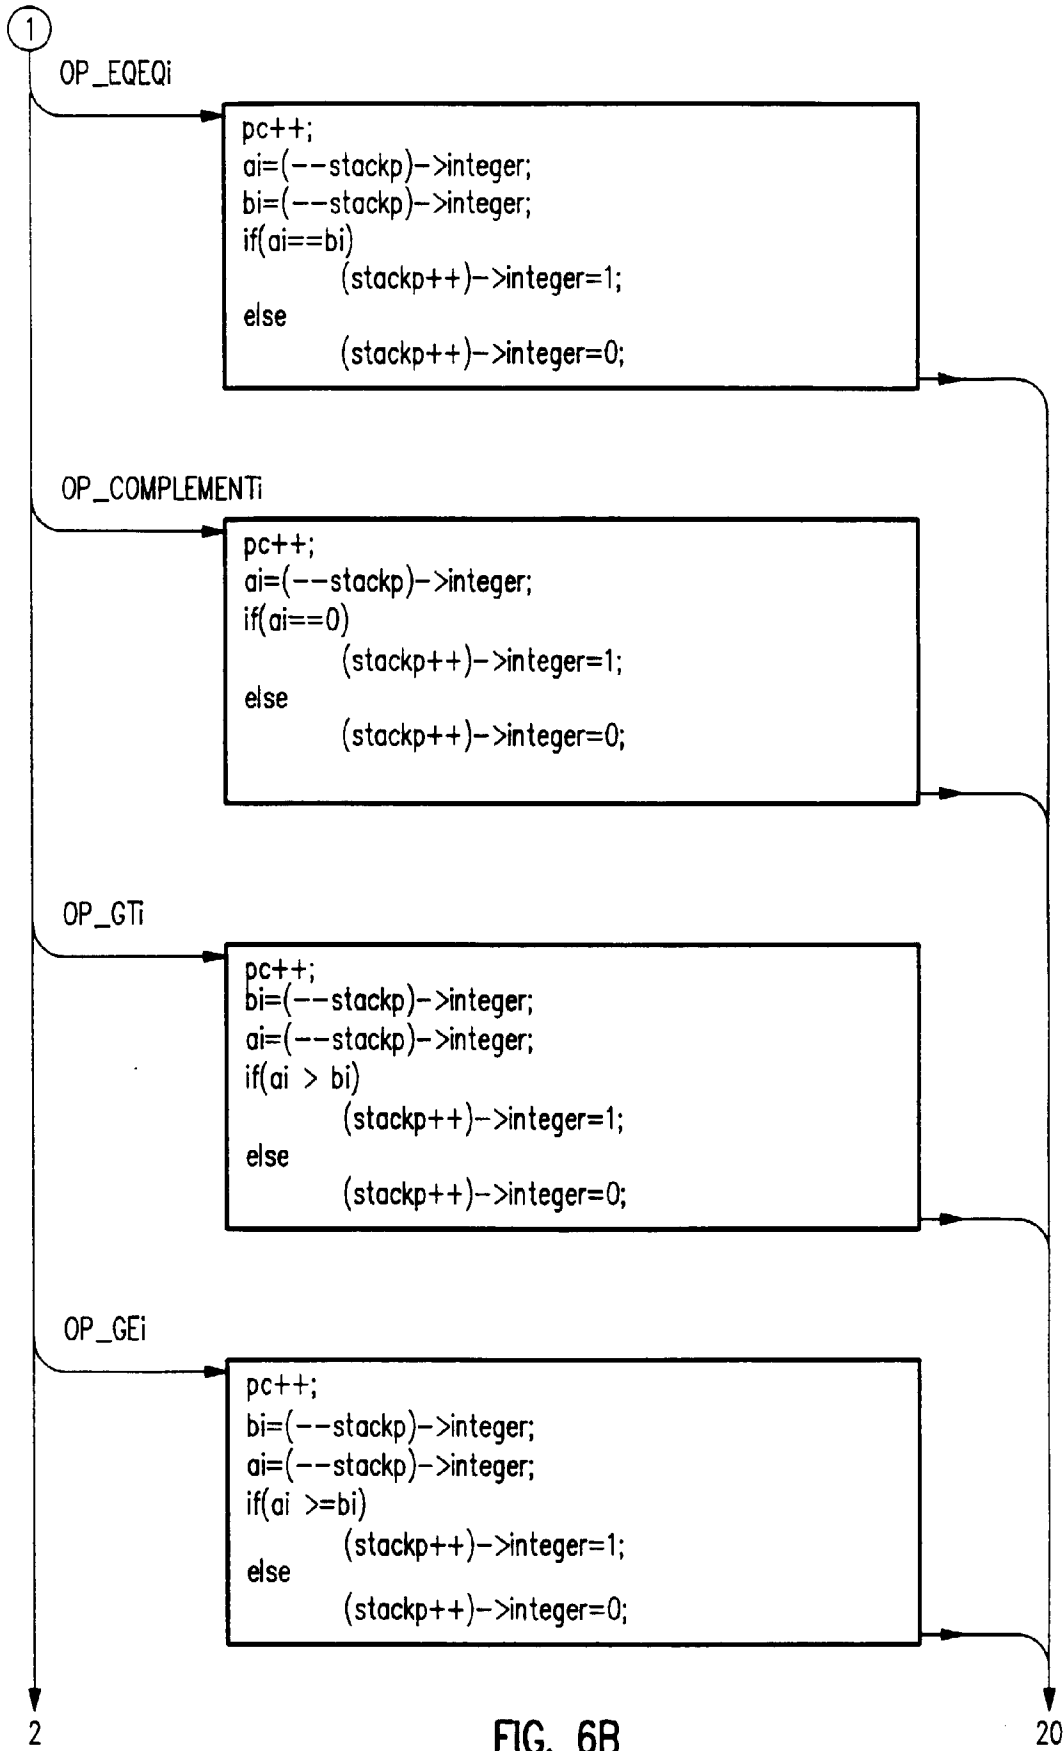 1
OP_EQEQi
pc++;
ai=(--stackp)->integer;
bi=(--stackp)->integer;
if(ai==bi)
(stackp++)->integer=1;
else
(stackp++)->integer=0;
OP_COMPLEMENTi
pc++;
ai=(--stackp)->integer;
if(ai==0)
(stackp++)->integer=1;
else
(stackp++)->integer=0;
OP_GTi
pc++;
bi=(--stackp)->integer;
ai=(--stackp)->integer;
if(ai > bi)
(stackp++)->integer=1;
else
(stackp++)->integer=0;
OP_GEi
pc++;
bi=(--stackp)->integer;
ai=(--stackp)->integer;
if(ai >=bi)
(stackp++)->integer=1;
else
(stackp++)->integer=0;
2
FIG. 6B
20